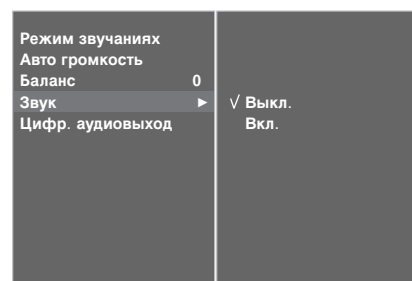 Режим звучаниях
Авто громкость
Баланс 0
Звук ►
Цифр. аудиовыход
√ Выкл.
Вкл.